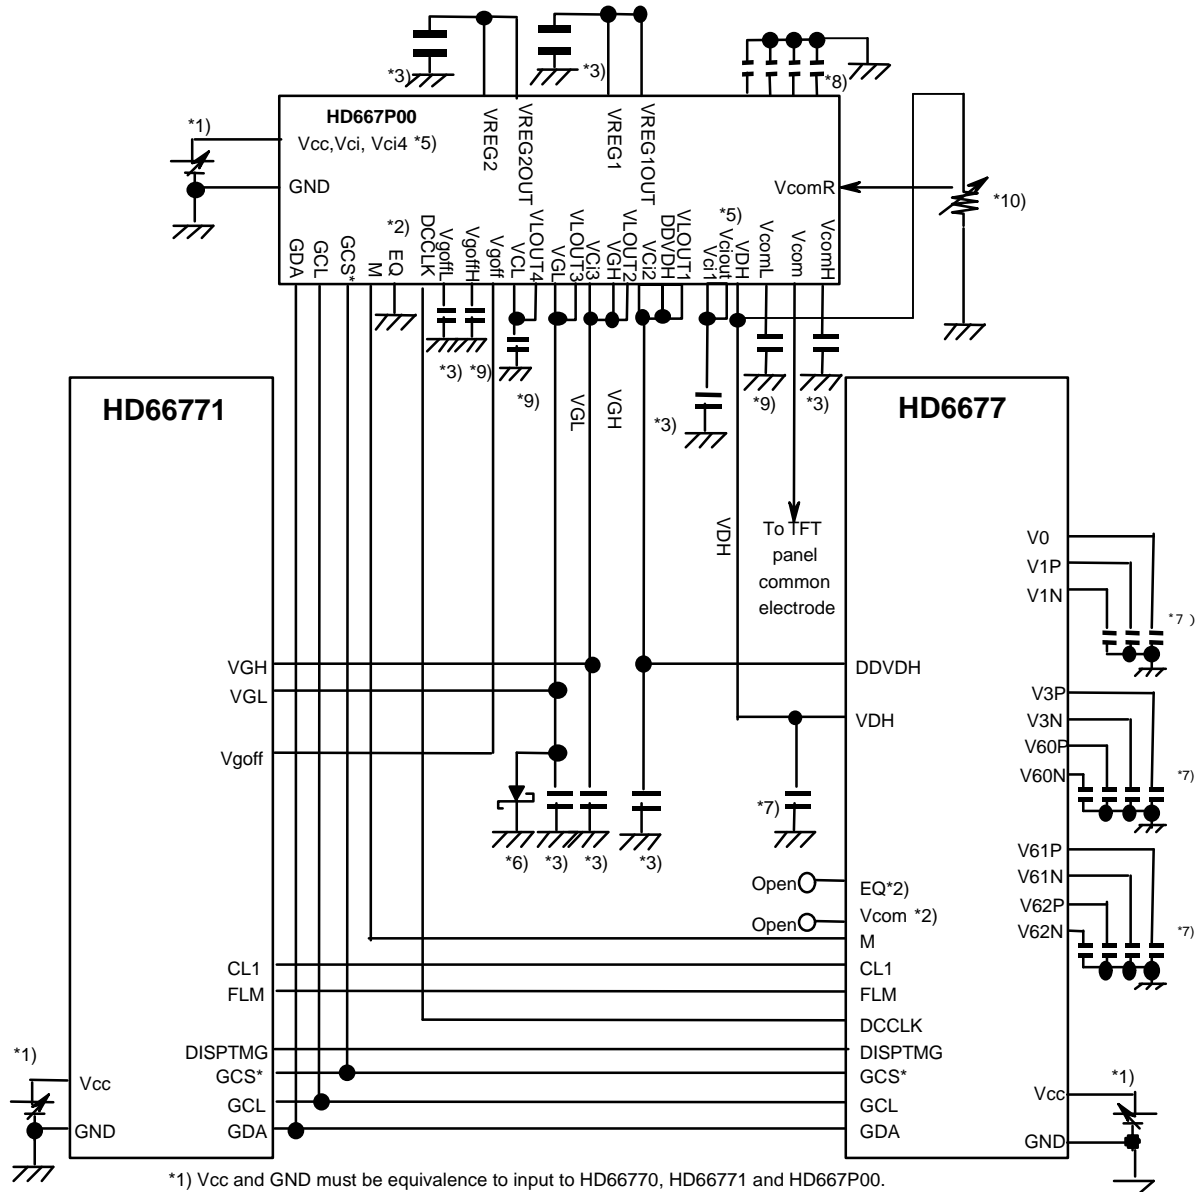 *3)
*3)
*8)
HD667P00
*1)
Vcc,Vci, Vci4 *5)
GND
VREG2
VREG2OUT
VREG1
VREG1OUT
VcomR
*10)
*2)
*5)
GDA
GCL
GCS*
M
EQ
DCCLK
VgoffL
VgoffH
Vgoff
VCL
VLOUT4
VGL
VLOUT3
VCi3
VGH
VLOUT2
VCi2
DDVDH
VLOUT1
Vci1
Vciout
VDH
VcomL
Vcom
VcomH
*3) *9)
*9)
VGL
VGH
*3)
*9)
*3)
HD66771
HD6677
VDH
To TFT
panel
common
electrode
V0
V1P
V1N
*7)
VGH
VGL
Vgoff
DDVDH
VDH
V3P
V3N
V60P
V60N
*7)
*7)
*6)
*3)
*3)
*3)
V61P
V61N
V62P
V62N
*7)
Open
EQ*2)
Open
Vcom *2)
M
CL1
CL1
FLM
FLM
DCCLK
DISPTMG
DISPTMG
GCS*
GCS*
GCL
GCL
GDA
GDA
*1)
Vcc
GND
*1)
Vcc
GND
*1) Vcc and GND must be equivalence to input to HD66770, HD66771 and HD667P00.